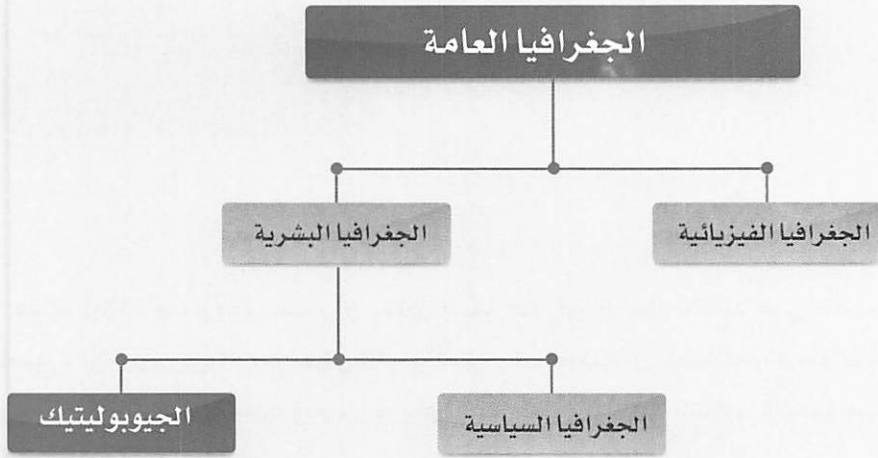 الجغرافيا العامة
الجغرافيا الفيزيائية
الجغرافيا البشرية
الجغرافيا السياسية
الجيوبوليتيك